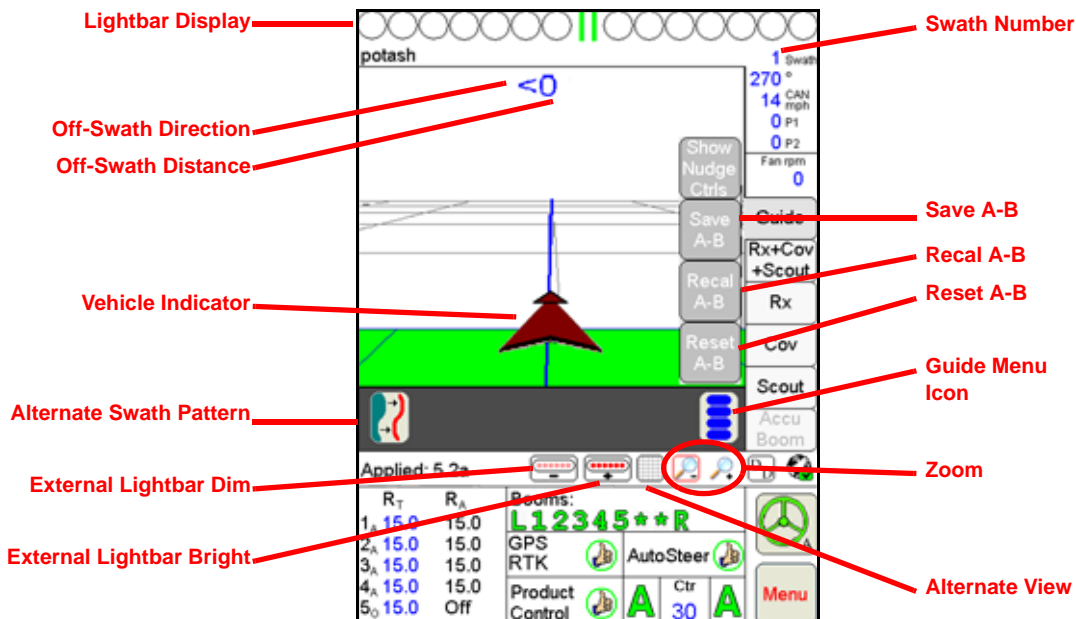 Lightbar Display
Swath Number
potash
1 Swath
270 °
14 CAN mph
0 P1
0 P2
Fan rpm
0
<0
Off-Swath Direction
Off-Swath Distance
Show
Nudge
Ctrls
Save
A-B
Recal
A-B
Reset
A-B
Guide
Rx+Cov
+Scout
Rx
Cov
Scout
Accu
Boom
Save A-B
Recal A-B
Reset A-B
Guide Menu
Icon
Vehicle Indicator
Alternate Swath Pattern
Zoom
External Lightbar Dim
External Lightbar Bright
Alternate View
Applied: 5.2a
RT RA
1A 15.0 15.0
2A 15.0 15.0
3A 15.0 15.0
4A 15.0 15.0
5O 15.0 Off
Booms:
L12345**R
GPS
RTK
AutoSteer
Product
Control
A
Ctr
30
A
A
Menu